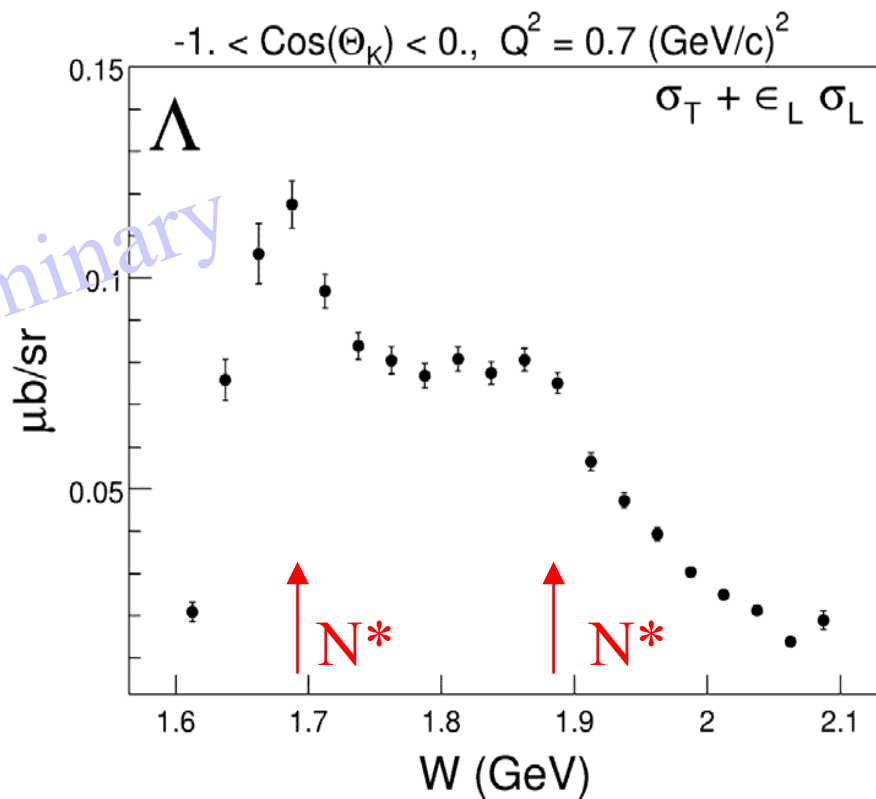 -1. < Cos(Θ_K) < 0., Q² = 0.7 (GeV/c)²
0.15
Λ
σ_T + ϵ_L σ_L
minary
0.1
μb/sr
0.05
N*
N*
1.6 1.7 1.8 1.9 2 2.1
W (GeV)